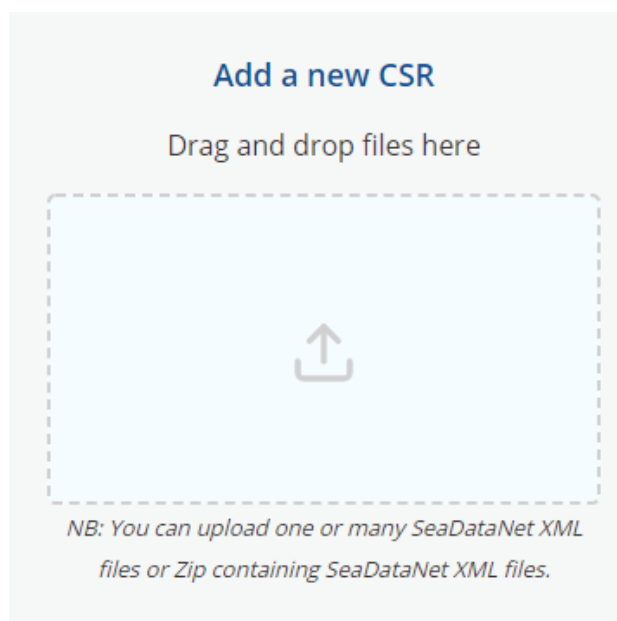 Add a new CSR
Drag and drop files here
NB: You can upload one or many SeaDataNet XML
files or Zip containing SeaDataNet XML files.